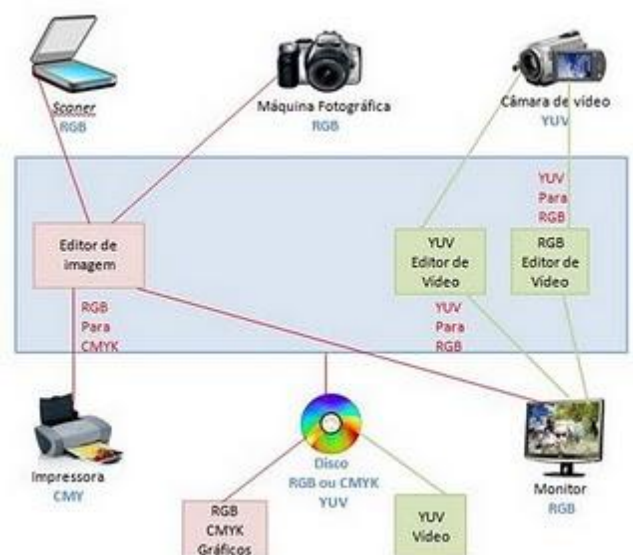 Scaner
RGB
Máquina Fotográfica
RGB
Câmara de vídeo
YUV
YUV
Para
RGB
Editor de
imagem
YUV
Editor de
Vídeo
RGB
Editor de
Vídeo
RGB
Para
CMYK
YUV
Para
RGB
Impressora
CMY
Disco
RGB ou CMYK
YUV
Monitor
RGB
RGB
CMYK
Gráficos
YUV
Vídeo